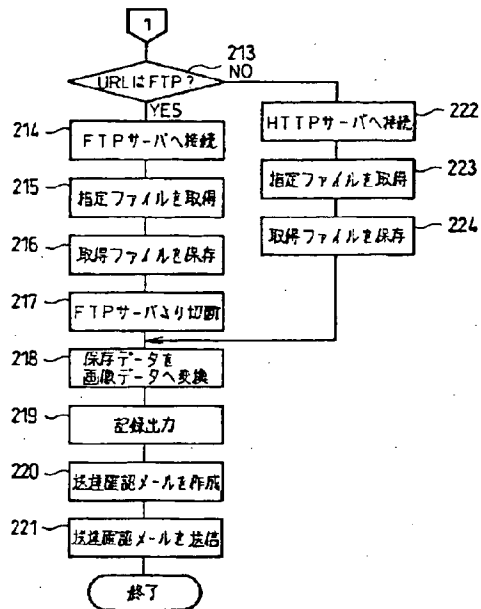 1
213
URLはFTP?
NO
YES
214
FTPサーバへ接続
222
HTTPサーバへ接続
215
指定ファイルを取得
223
指定ファイルを取得
216
取得ファイルを保存
224
取得ファイルを保存
217
FTPサーバより切断
218
保存データを
画像データへ変換
219
記録出力
220
送達確認メールを作成
221
送達確認メールを送信
終了